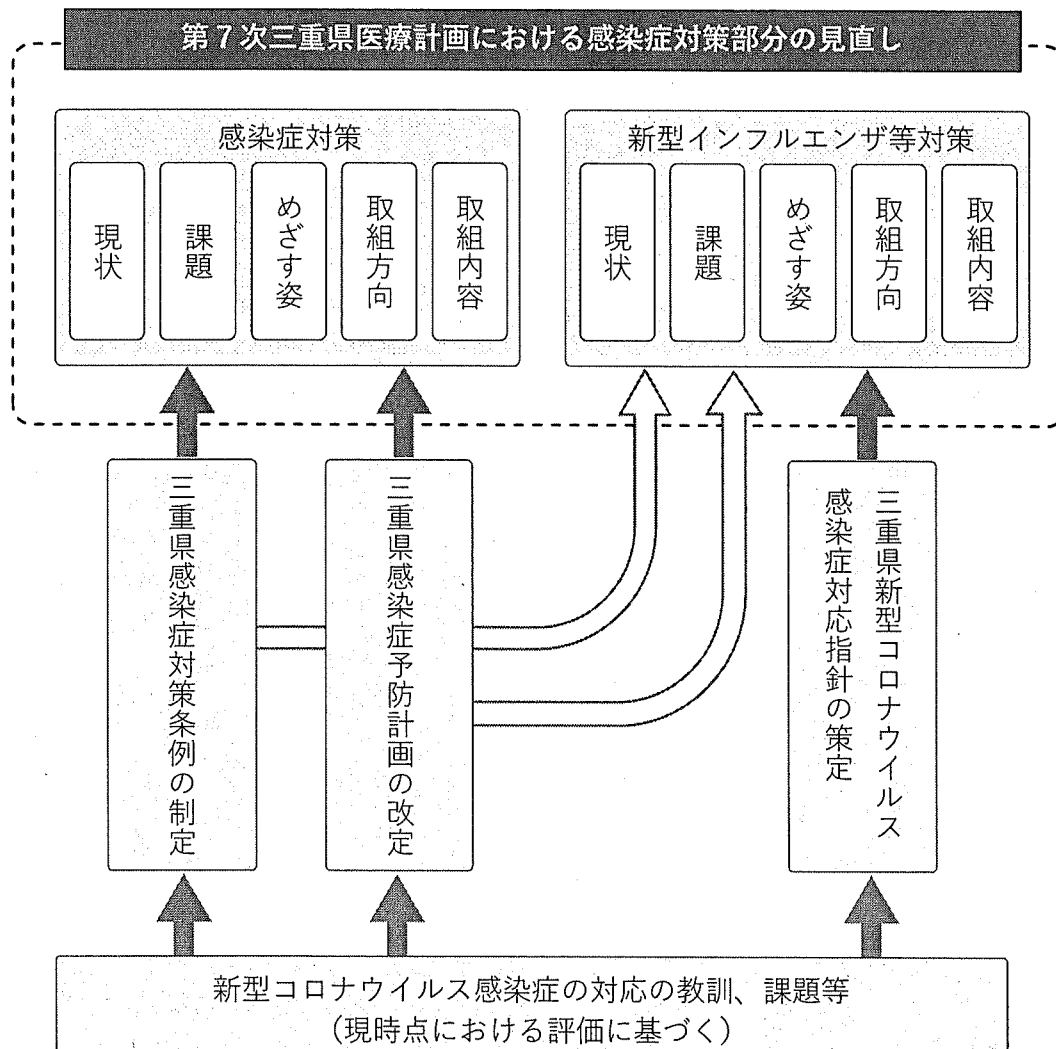 第7次三重県医療計画における感染症対策部分の見直し
感染症対策
現状
課題
めざす姿
取組方向
取組内容
新型インフルエンザ等対策
現状
課題
めざす姿
取組方向
取組内容
三重県感染症対策条例の制定
三重県感染症予防計画の改定
三重県新型コロナウイルス
感染症対応指針の策定
新型コロナウイルス感染症の対応の教訓、課題等
（現時点における評価に基づく）